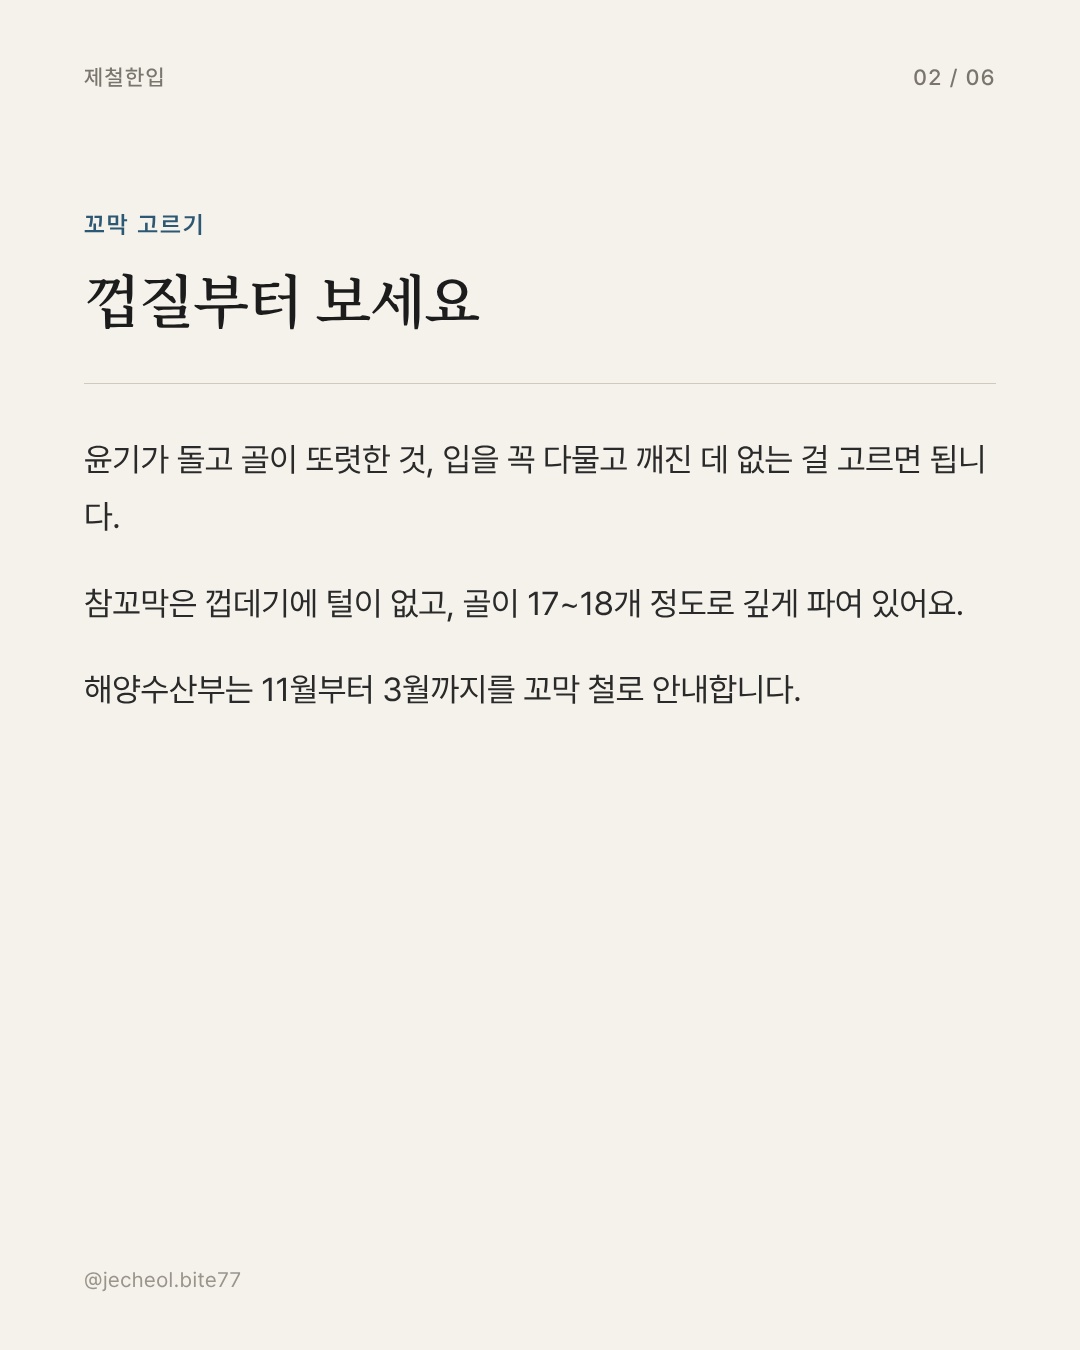 제철한입
02 / 06
꼬막 고르기
껍질부터 보세요
윤기가 돌고 골이 또렷한 것, 입을 꼭 다물고 깨진 데 없는 걸 고르면 됩니
다.
참꼬막은 껍데기에 털이 없고, 골이 17~18개 정도로 깊게 파여 있어요.
해양수산부는 11월부터 3월까지를 꼬막 철로 안내합니다.
@jecheol.bite77